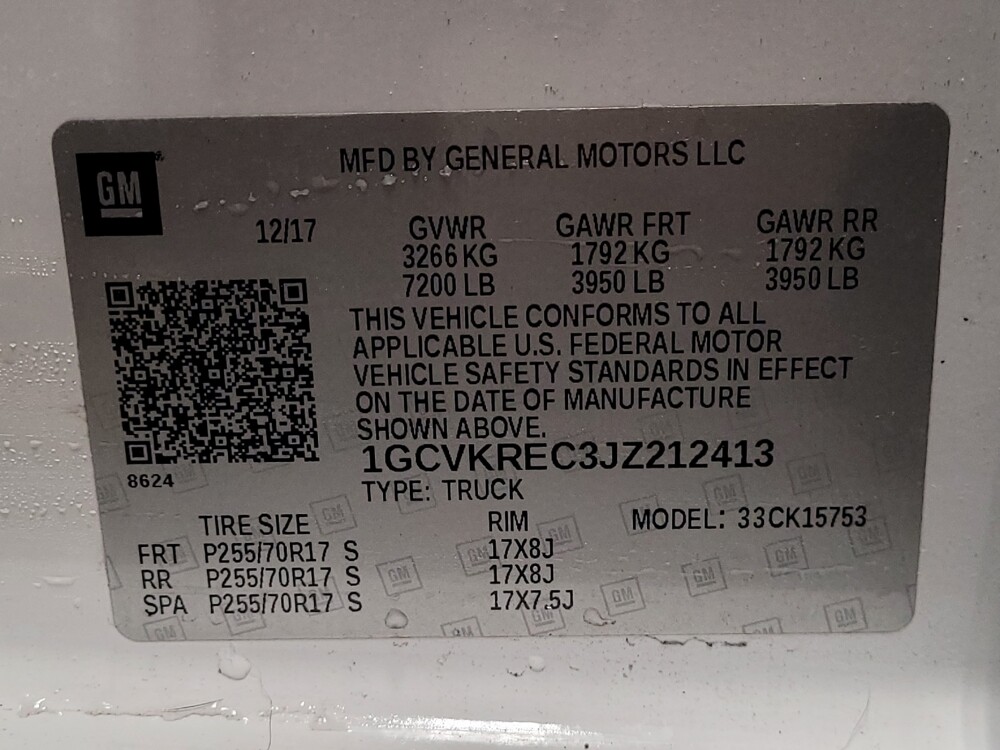 GM
MFD BY GENERAL MOTORS LLC
12/17
GVWR GAWR FRT GAWR RR
3266 KG 1792 KG 1792 KG
7200 LB 3950 LB 3950 LB
THIS VEHICLE CONFORMS TO ALL
APPLICABLE U.S. FEDERAL MOTOR
VEHICLE SAFETY STANDARDS IN EFFECT
ON THE DATE OF MANUFACTURE
SHOWN ABOVE.
1GCVKREC3JZ212413
8624
TYPE: TRUCK
TIRE SIZE RIM MODEL: 33CK15753
FRT P255/70R17 S 17X8J
RR P255/70R17 S 17X8J
SPA P255/70R17 S 17X7.5J